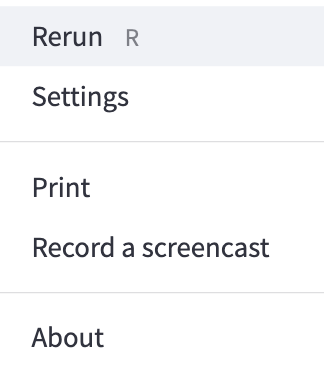 Rerun R
Settings
Print
Record a screencast
About